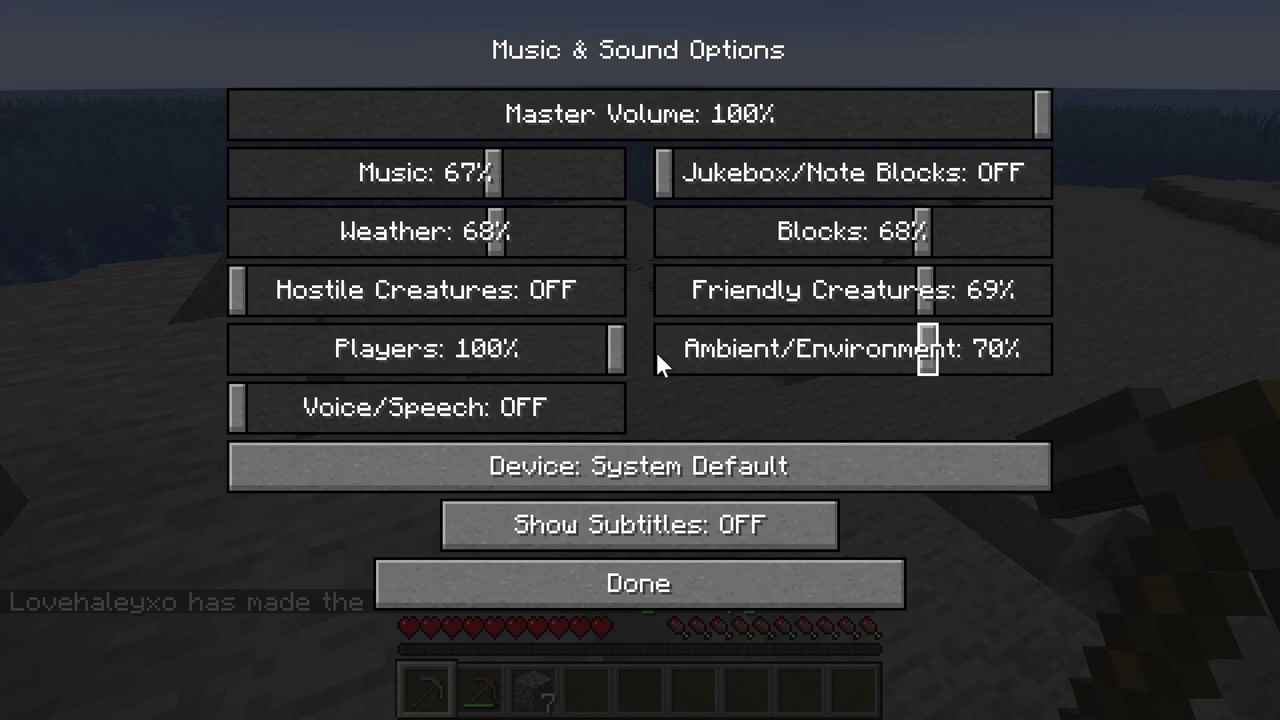 Music & Sound Options
Master Volume: 100%
Music: 67%
Jukebox/Note Blocks: OFF
Weather: 68%
Blocks: 68%
Hostile Creatures: OFF
Friendly Creatures: 69%
Players: 100%
Ambient/Environment: 70%
Voice/Speech: OFF
Device: System Default
Show Subtitles: OFF
Done
Lovehaleyxo has made the
7